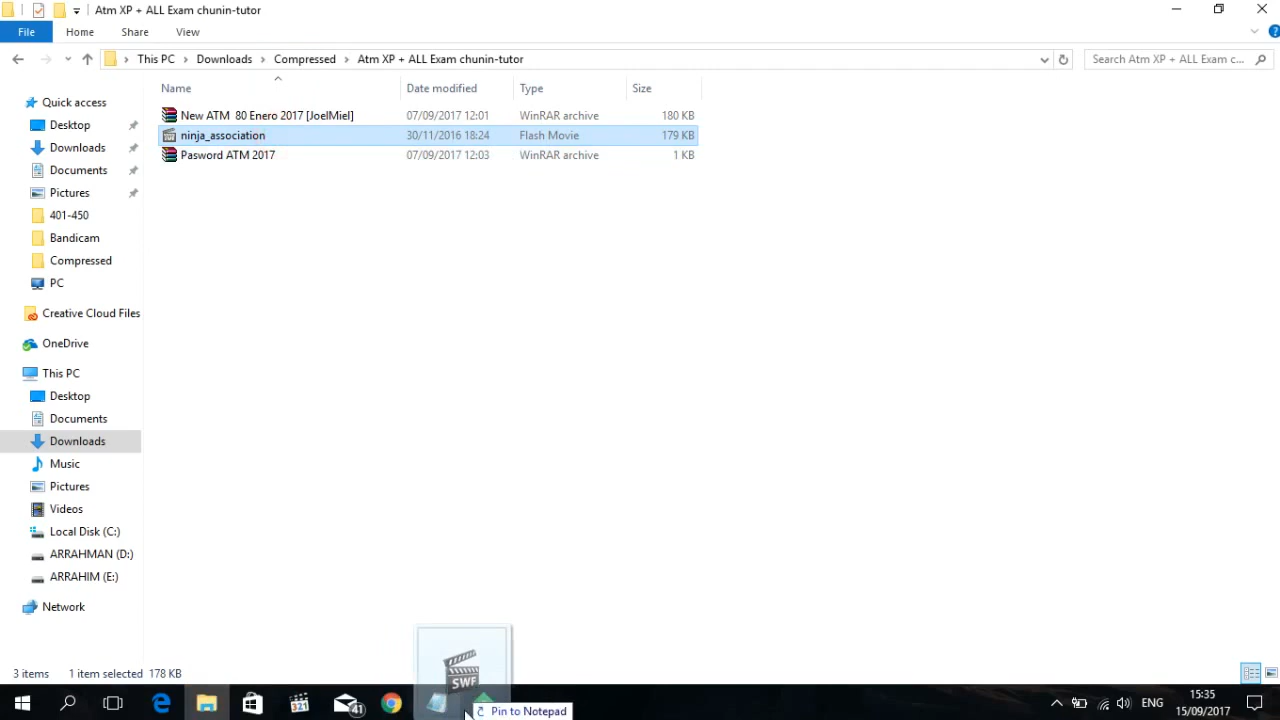 Atm XP + ALL Exam chunin-tutor
File Home Share View
This PC Downloads Compressed Atm XP + ALL Exam chunin-tutor
Search Atm XP + ALL Exam c...
Name Date modified Type Size
New ATM 80 Enero 2017 [JoelMiel] 07/09/2017 12:01 WinRAR archive 180 KB
ninja_association 30/11/2016 18:24 Flash Movie 179 KB
Pasword ATM 2017 07/09/2017 12:03 WinRAR archive 1 KB
Quick access
Desktop
Downloads
Documents
Pictures
401-450
Bandicam
Compressed
PC
Creative Cloud Files
OneDrive
This PC
Desktop
Documents
Downloads
Music
Pictures
Videos
Local Disk (C:)
ARRAHMAN (D:)
ARRAHIM (E:)
Network
3 items 1 item selected 178 KB
SWF
Pin to Notepad
321
41
ENG
15:35
15/09/2017